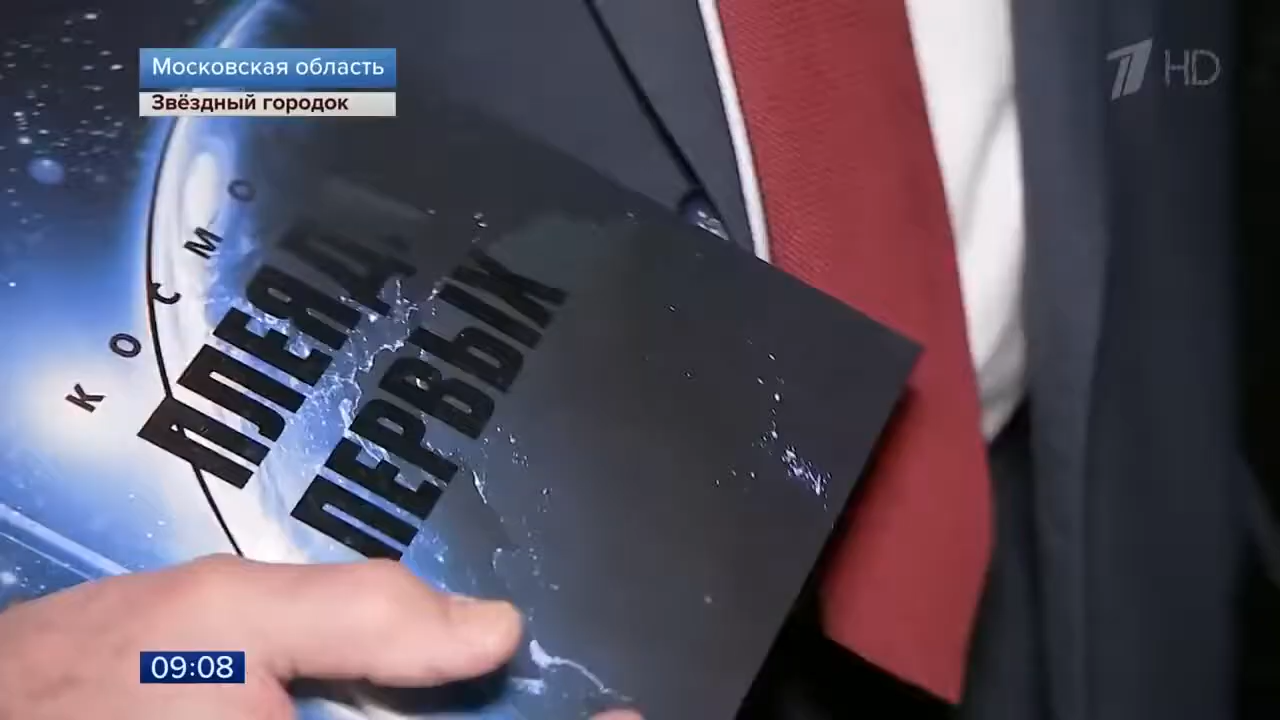 Московская область
Звёздный городок
HD
КОСМО
ПЛЕЯДА
ПЕРВЫХ
09:08